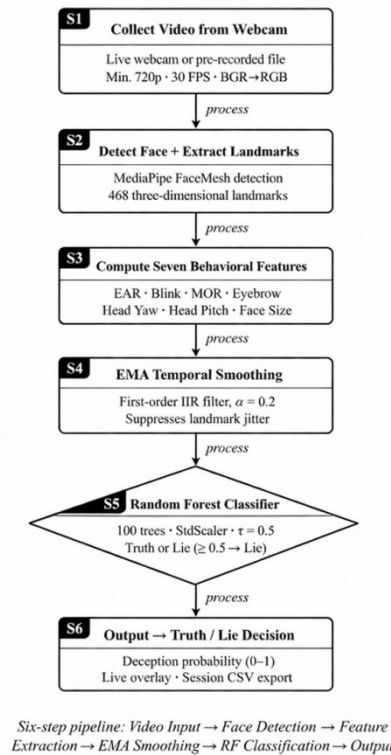 S1
Collect Video from Webcam
Live webcam or pre-recorded file
Min. 720p · 30 FPS · BGR→RGB
process
S2
Detect Face + Extract Landmarks
MediaPipe FaceMesh detection
468 three-dimensional landmarks
process
S3
Compute Seven Behavioral Features
EAR · Blink · MOR · Eyebrow
Head Yaw · Head Pitch · Face Size
process
S4
EMA Temporal Smoothing
First-order IIR filter, α = 0.2
Suppresses landmark jitter
process
S5
Random Forest Classifier
100 trees · StdScaler · τ = 0.5
Truth or Lie (≥ 0.5 → Lie)
process
S6
Output → Truth / Lie Decision
Deception probability (0–1)
Live overlay · Session CSV export
Six-step pipeline: Video Input → Face Detection → Feature
Extraction → EMA Smoothing → RF Classification → Output